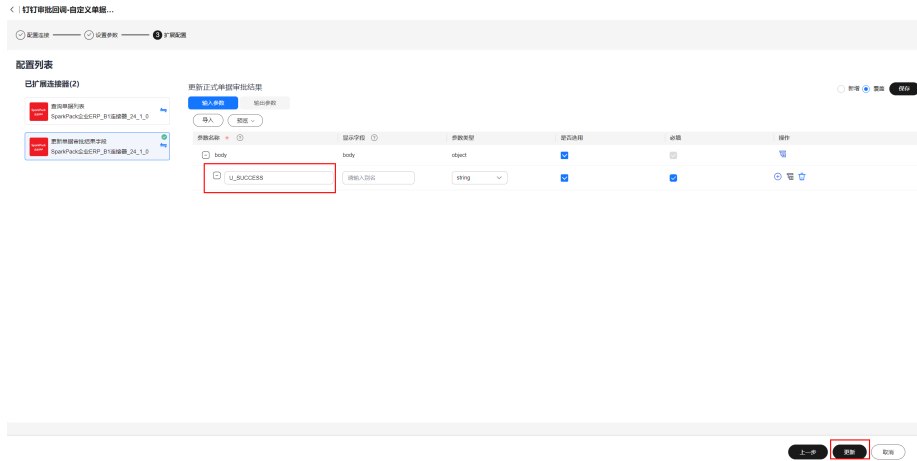 钉钉审批回调-自定义单据...
配置连接 设置参数 3 扩展配置
配置列表
已扩展连接器(2)
查询单据列表
SparkPack企业ERP_B1连接器_24_1_0
更新单据审批结果字段
SparkPack企业ERP_B1连接器_24_1_0
更新正式单据审批结果
新增 覆盖 保存
输入参数 输出参数
导入 预览
参数名称 * 显示字段 参数类型 是否选用 必填 操作
body body object
U_SUCCESS 请输入别名 string
上一步 更新 取消